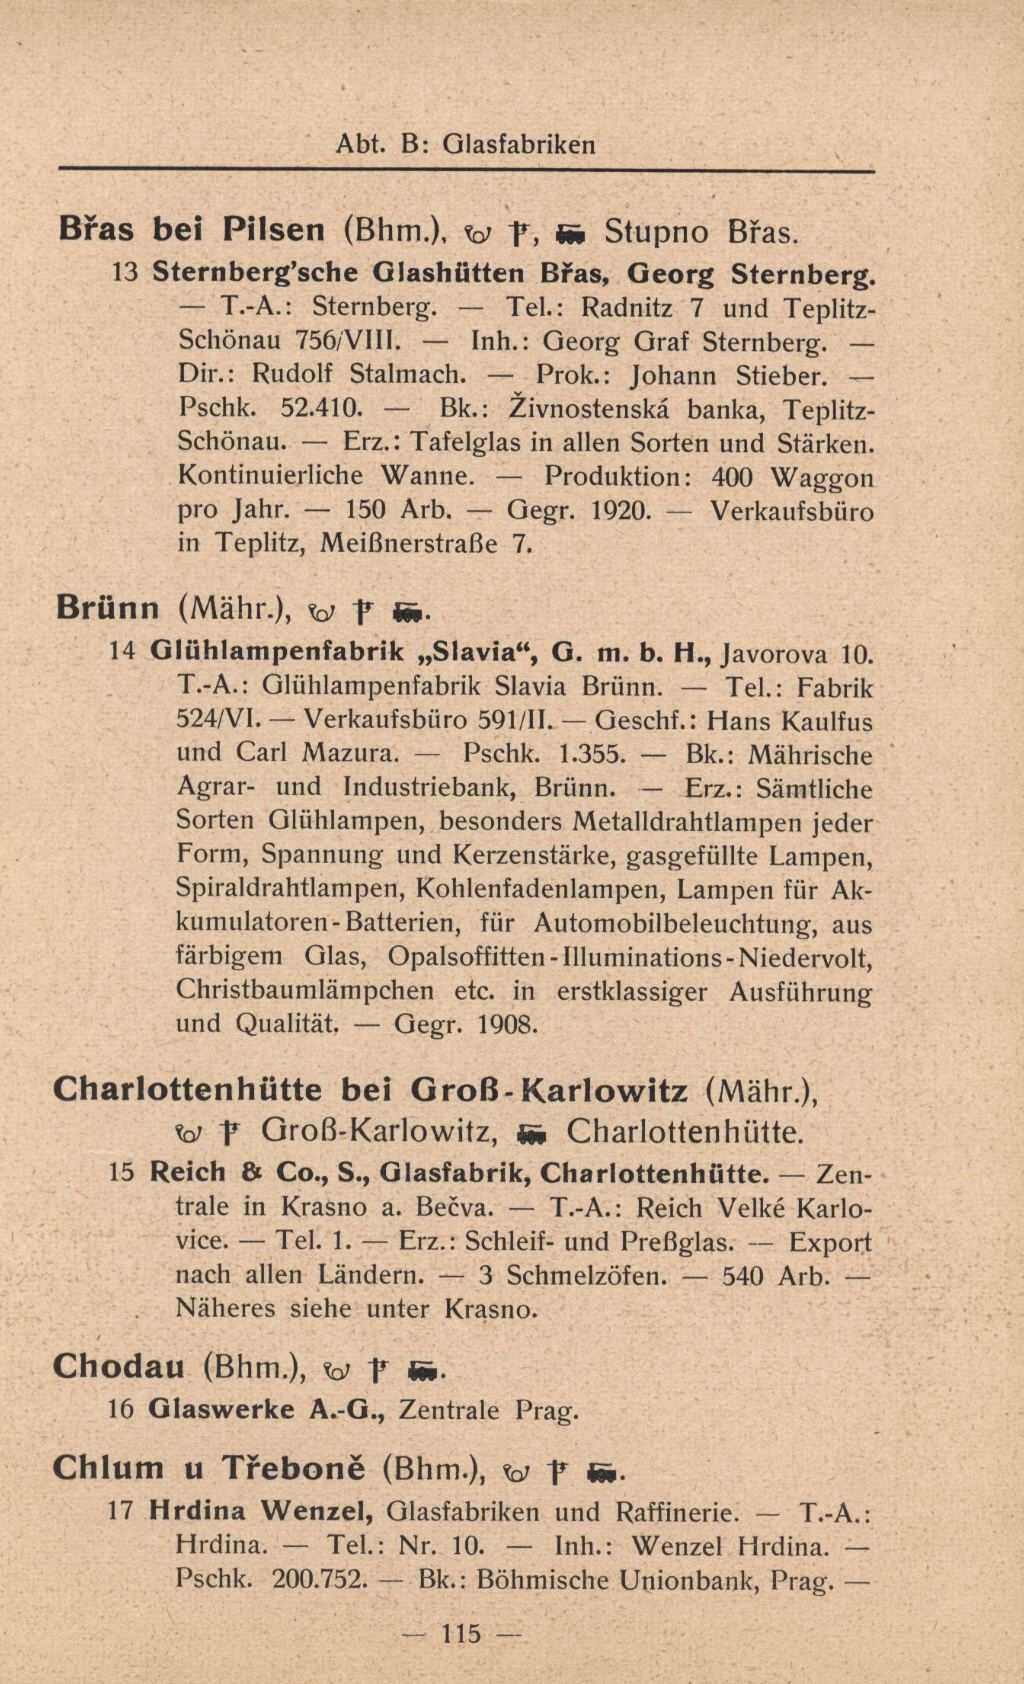 Abt. B: Glasfabriken
Břas bei Pilsen (Bhm.), Stupno Břas.
13 Sternberg'sche Glashütten Břas, Georg Sternberg.
— T.-A.: Sternberg. — Tel.: Radnitz 7 und Teplitz-
Schönau 756/VIII. — Inh.: Georg Graf Sternberg. —
Dir.: Rudolf Stalmach. — Prok.: Johann Stieber. —
Pschk. 52.410. — Bk.: Živnostenská banka, Teplitz-
Schönau. — Erz.: Tafelglas in allen Sorten und Stärken.
Kontinuierliche Wanne. — Produktion: 400 Waggon
pro Jahr. — 150 Arb. — Gegr. 1920. — Verkaufsbüro
in Teplitz, Meißnerstraße 7.
Brünn (Mähr.), .
14 Glühlampenfabrik „Slavia“, G. m. b. H., Javorova 10.
T.-A.: Glühlampenfabrik Slavia Brünn. — Tel.: Fabrik
524/VI. — Verkaufsbüro 591/II. — Geschf.: Hans Kaulfus
und Carl Mazura. — Pschk. 1.355. — Bk.: Mährische
Agrar- und Industriebank, Brünn. — Erz.: Sämtliche
Sorten Glühlampen, besonders Metalldrahtlampen jeder
Form, Spannung und Kerzenstärke, gasgefüllte Lampen,
Spiraldrahtlampen, Kohlenfadenlampen, Lampen für Ak-
kumulatoren-Batterien, für Automobilbeleuchtung, aus
färbigem Glas, Opalsoffitten-Illuminations-Niedervolt,
Christbaumlämpchen etc. in erstklassiger Ausführung
und Qualität. — Gegr. 1908.
Charlottenhütte bei Groß-Karlowitz (Mähr.),
Groß-Karlowitz, Charlottenhütte.
15 Reich & Co., S., Glasfabrik, Charlottenhütte. — Zen-
trale in Krasno a. Bečva. — T.-A.: Reich Velké Karlo-
vice. — Tel. 1. — Erz.: Schleif- und Preßglas. — Export
nach allen Ländern. — 3 Schmelzöfen. — 540 Arb. —
Näheres siehe unter Krasno.
Chodau (Bhm.), .
16 Glaswerke A.-G., Zentrale Prag.
Chlum u Třeboně (Bhm.), .
17 Hrdina Wenzel, Glasfabriken und Raffinerie. — T.-A.:
Hrdina. — Tel.: Nr. 10. — Inh.: Wenzel Hrdina. —
Pschk. 200.752. — Bk.: Böhmische Unionbank, Prag. —
— 115 —